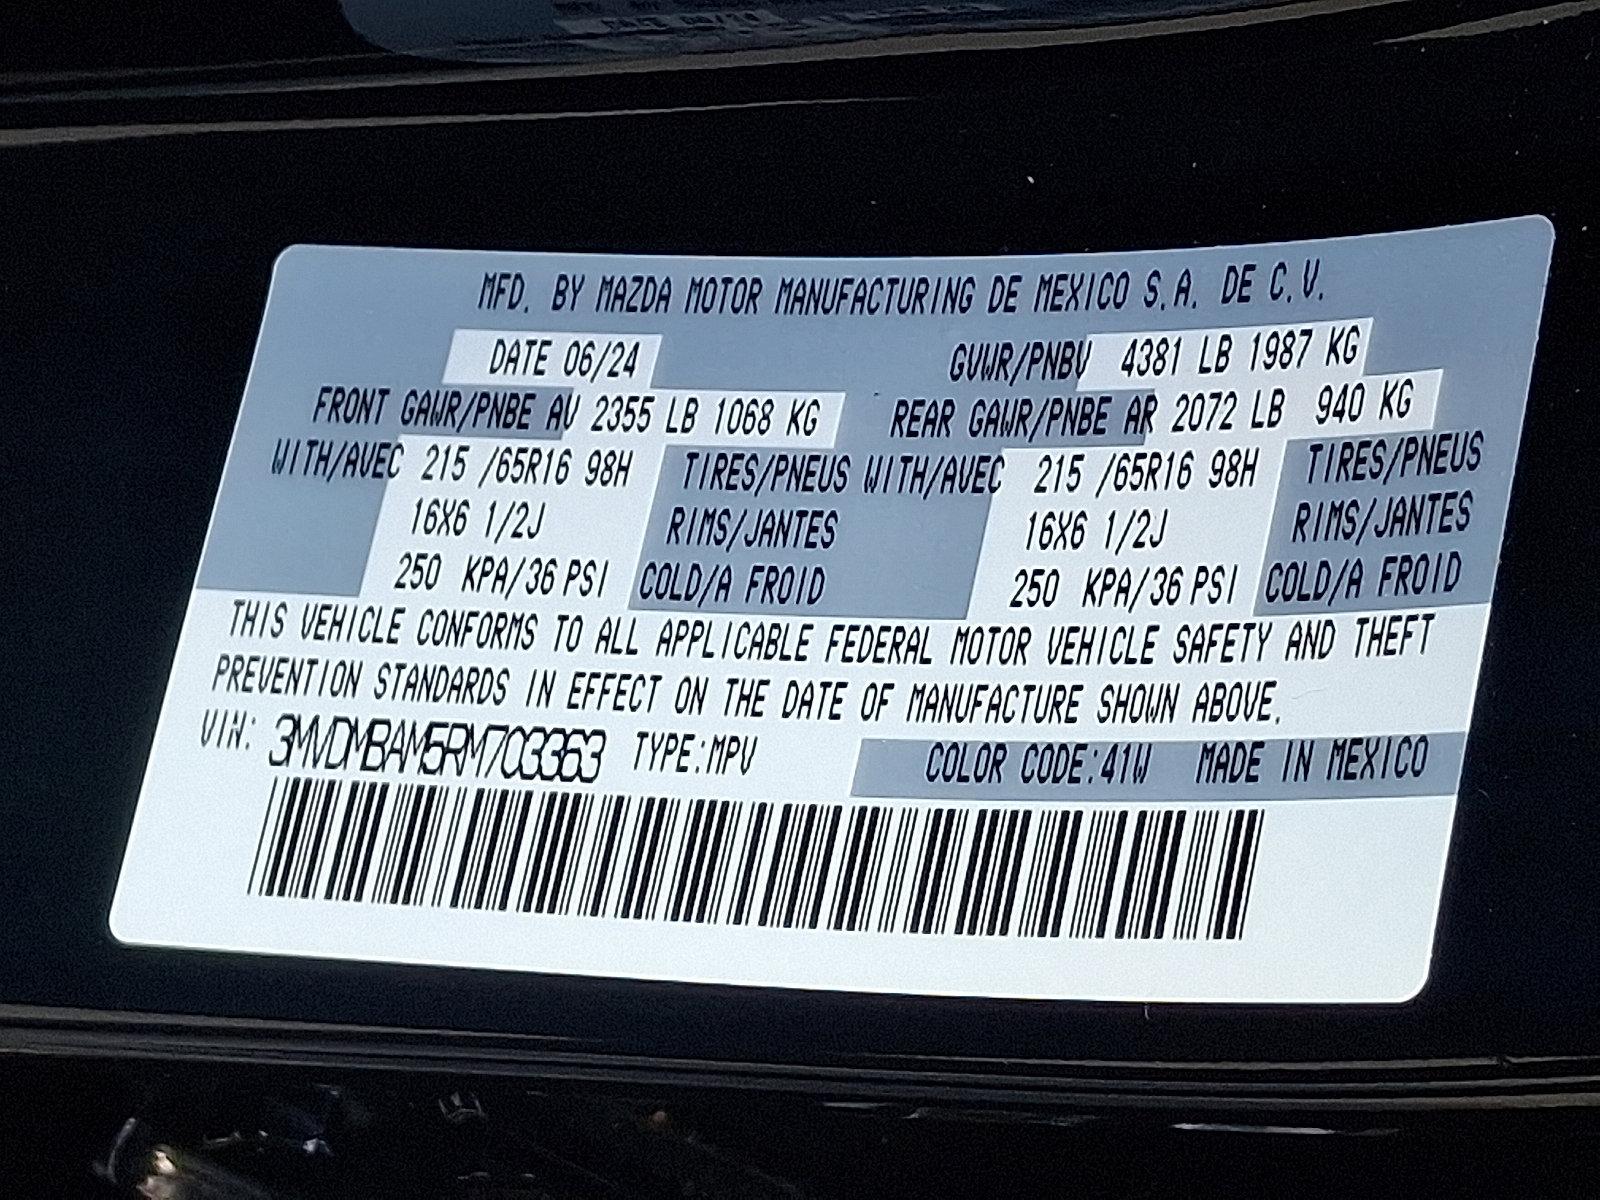 MFD. BY MAZDA MOTOR MANUFACTURING DE MEXICO S.A. DE C.V.
DATE 06/24 GVWR/PNBV 4381 LB 1987 KG
FRONT GAWR/PNBE AV 2355 LB 1068 KG REAR GAWR/PNBE AR 2072 LB 940 KG
WITH/AVEC 215 /65R16 98H TIRES/PNEUS WITH/AVEC 215 /65R16 98H TIRES/PNEUS
16X6 1/2J RIMS/JANTES 16X6 1/2J RIMS/JANTES
250 KPA/36 PSI COLD/A FROID 250 KPA/36 PSI COLD/A FROID
THIS VEHICLE CONFORMS TO ALL APPLICABLE FEDERAL MOTOR VEHICLE SAFETY AND THEFT
PREVENTION STANDARDS IN EFFECT ON THE DATE OF MANUFACTURE SHOWN ABOVE.
VIN: 3MVDMBAM5RM703363 TYPE:MPV COLOR CODE:41W MADE IN MEXICO